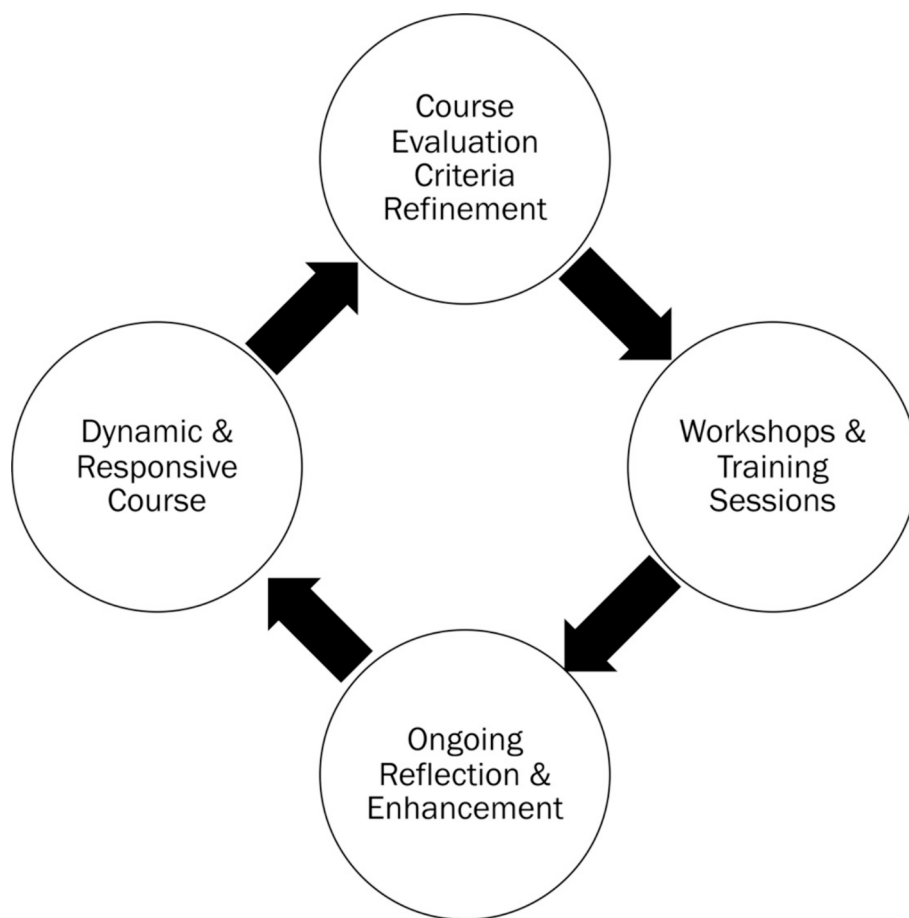 Course
Evaluation
Criteria
Refinement
Workshops &
Training
Sessions
Ongoing
Reflection &
Enhancement
Dynamic &
Responsive
Course